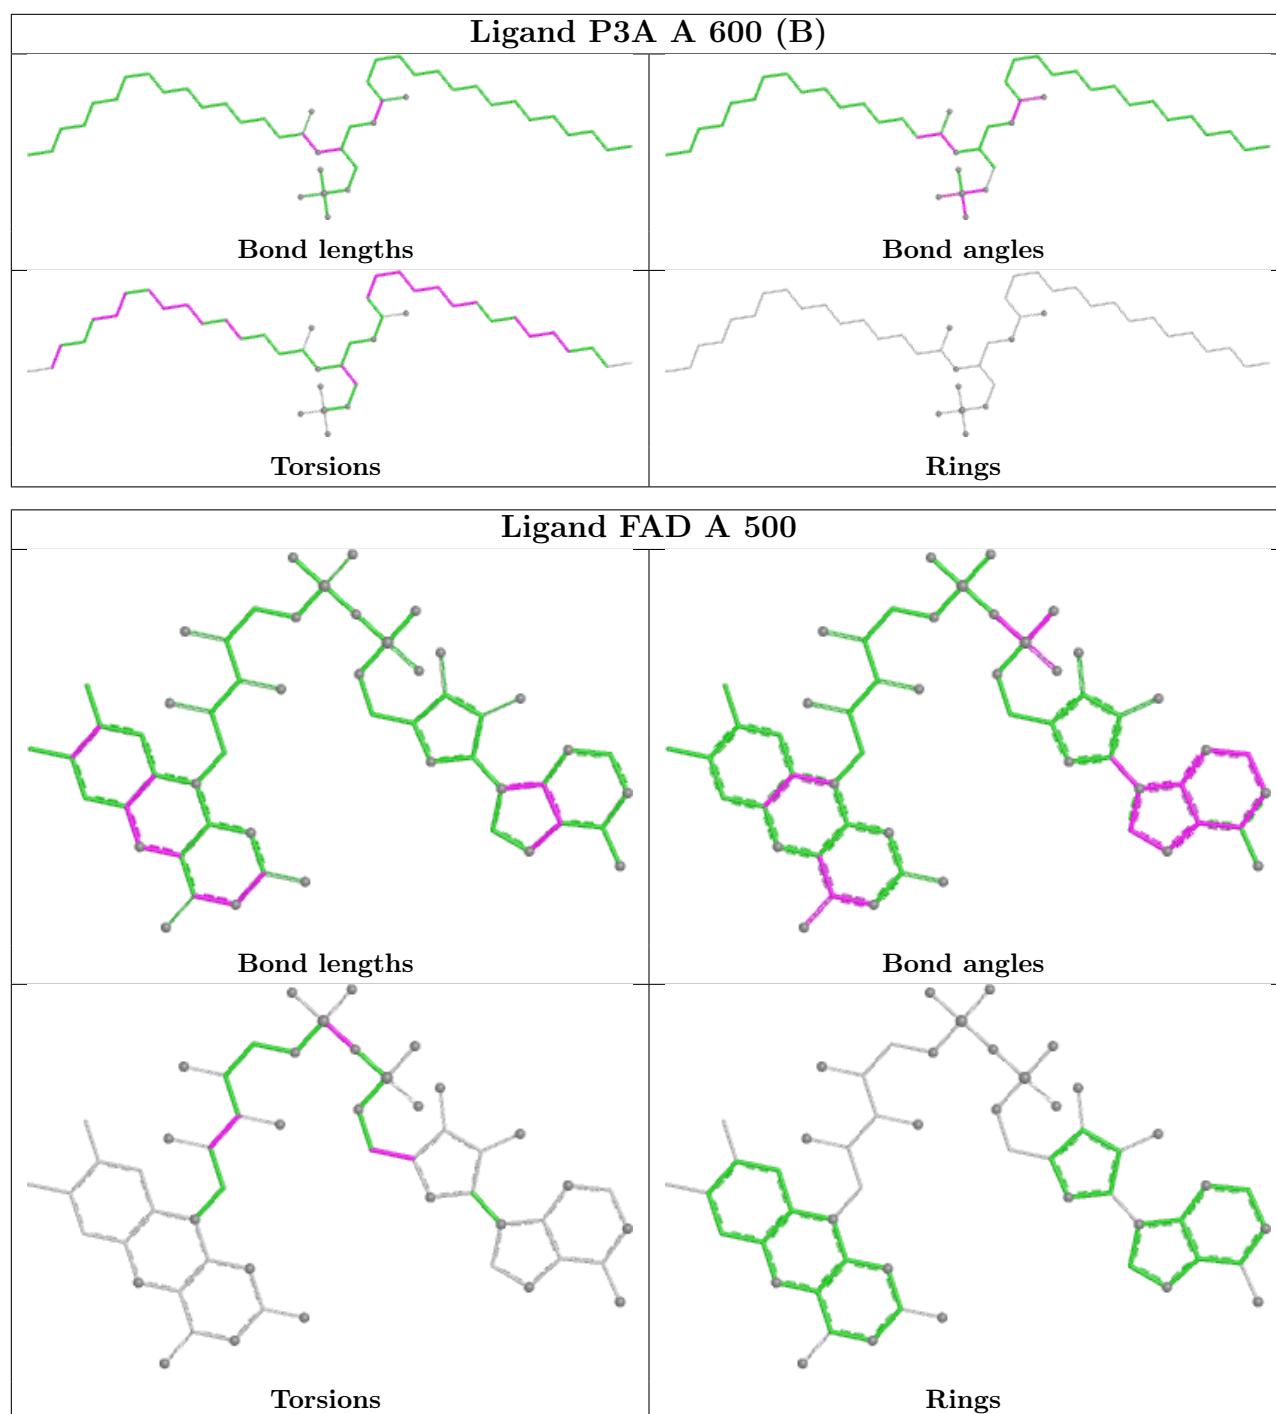 Ligand P3A A 600 (B)
Bond lengths
Bond angles
Torsions
Rings
Ligand FAD A 500
Bond lengths
Bond angles
Torsions
Rings